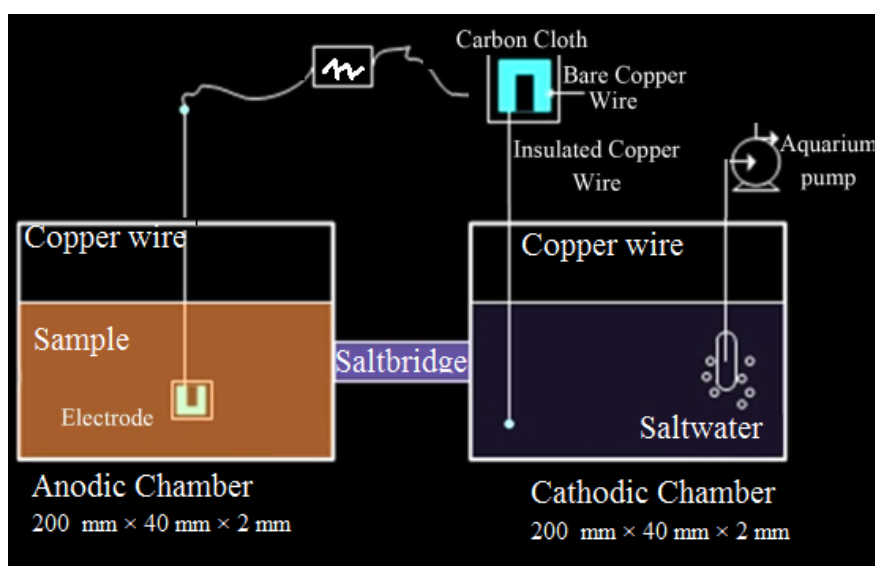 Carbon Cloth
Bare Copper
Wire
Insulated Copper
Wire
Aquarium
pump
Copper wire
Copper wire
Sample
Saltbridge
Electrode
Saltwater
Anodic Chamber
200 mm × 40 mm × 2 mm
Cathodic Chamber
200 mm × 40 mm × 2 mm